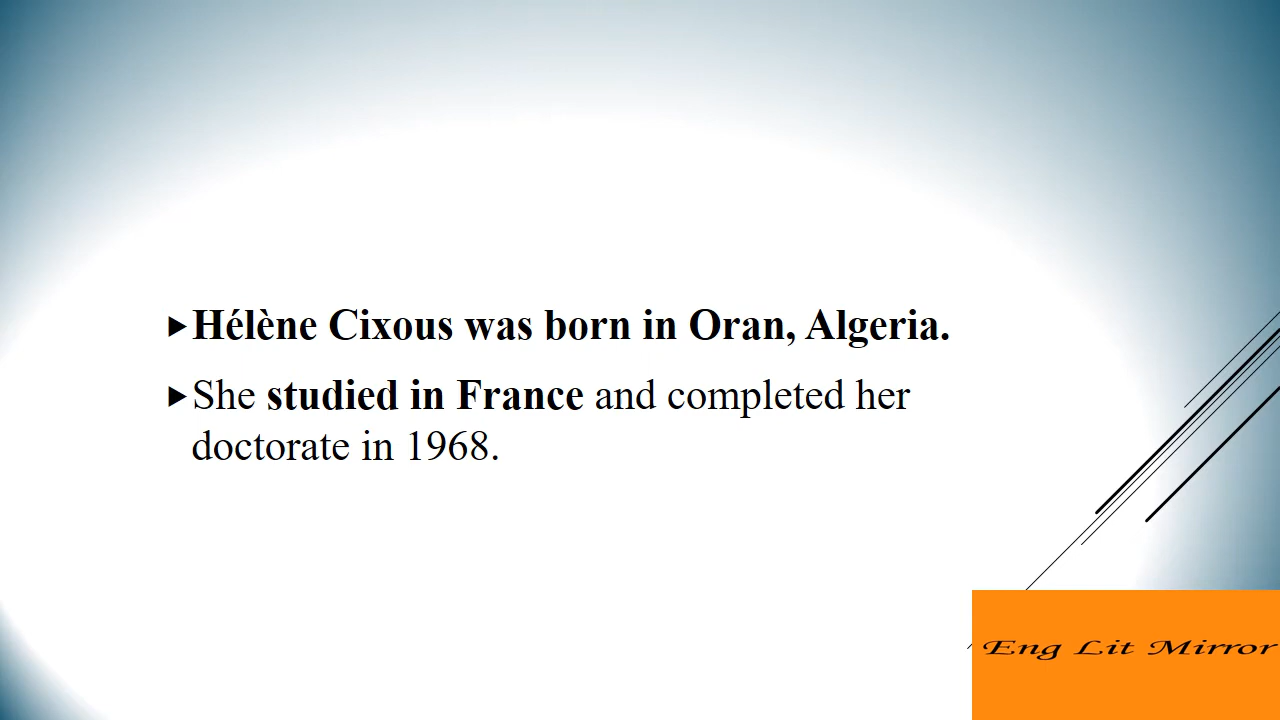 Hélène Cixous was born in Oran, Algeria.
She studied in France and completed her
doctorate in 1968.
Eng Lit Mirror